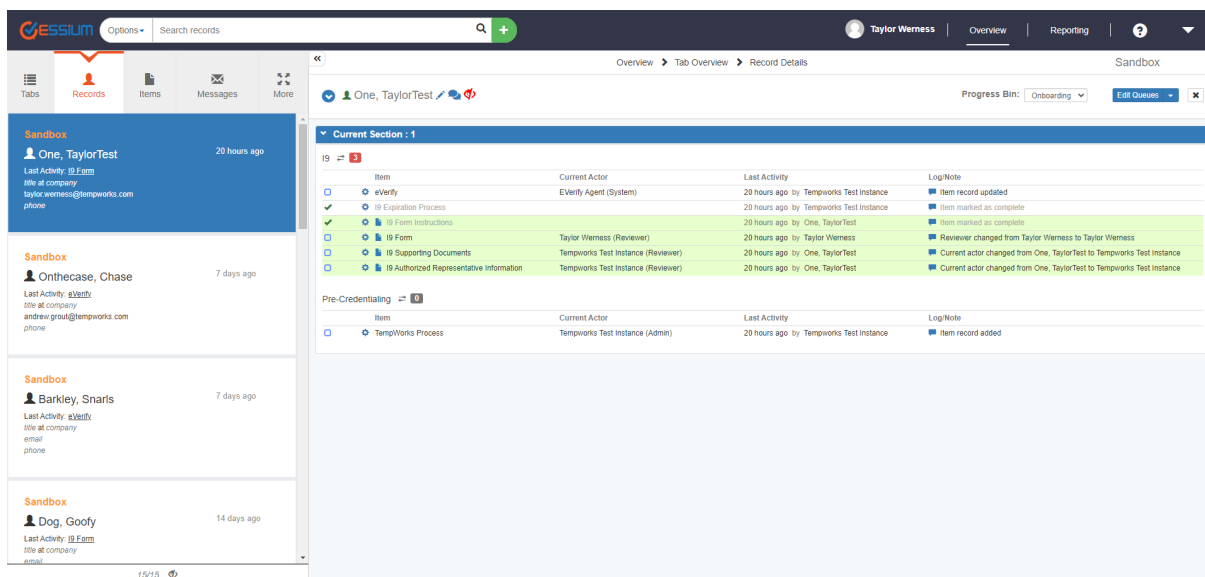 ESSIUM Options Search records Taylor Werness Overview Reporting
Tabs Records Items Messages More
Overview Tab Overview Record Details Sandbox
One, TaylorTest Progress Bin: Onboarding Edit Queues
Sandbox
One, TaylorTest 20 hours ago
Last Activity: I9 Form
title at company
taylor.werness@tempworks.com
phone
Sandbox
Onthecase, Chase 7 days ago
Last Activity: eVerify
title at company
andrew.grout@tempworks.com
phone
Sandbox
Barkley, Snarls 7 days ago
Last Activity: eVerify
title at company
email
phone
Sandbox
Dog, Goofy 14 days ago
Last Activity: I9 Form
title at company
email
15/15
Current Section : 1
I9 3
Item Current Actor Last Activity Log/Note
eVerify EVerify Agent (System) 20 hours ago by Tempworks Test Instance Item record updated
I9 Expiration Process 20 hours ago by Tempworks Test Instance Item marked as complete
I9 Form Instructions 20 hours ago by One, TaylorTest Item marked as complete
I9 Form Taylor Werness (Reviewer) 20 hours ago by Taylor Werness Reviewer changed from Taylor Werness to Taylor Werness
I9 Supporting Documents Tempworks Test Instance (Reviewer) 20 hours ago by One, TaylorTest Current actor changed from One, TaylorTest to Tempworks Test Instance
I9 Authorized Representative Information Tempworks Test Instance (Reviewer) 20 hours ago by One, TaylorTest Current actor changed from One, TaylorTest to Tempworks Test Instance
Pre-Credentialing 0
Item Current Actor Last Activity Log/Note
TempWorks Process Tempworks Test Instance (Admin) 20 hours ago by Tempworks Test Instance Item record added